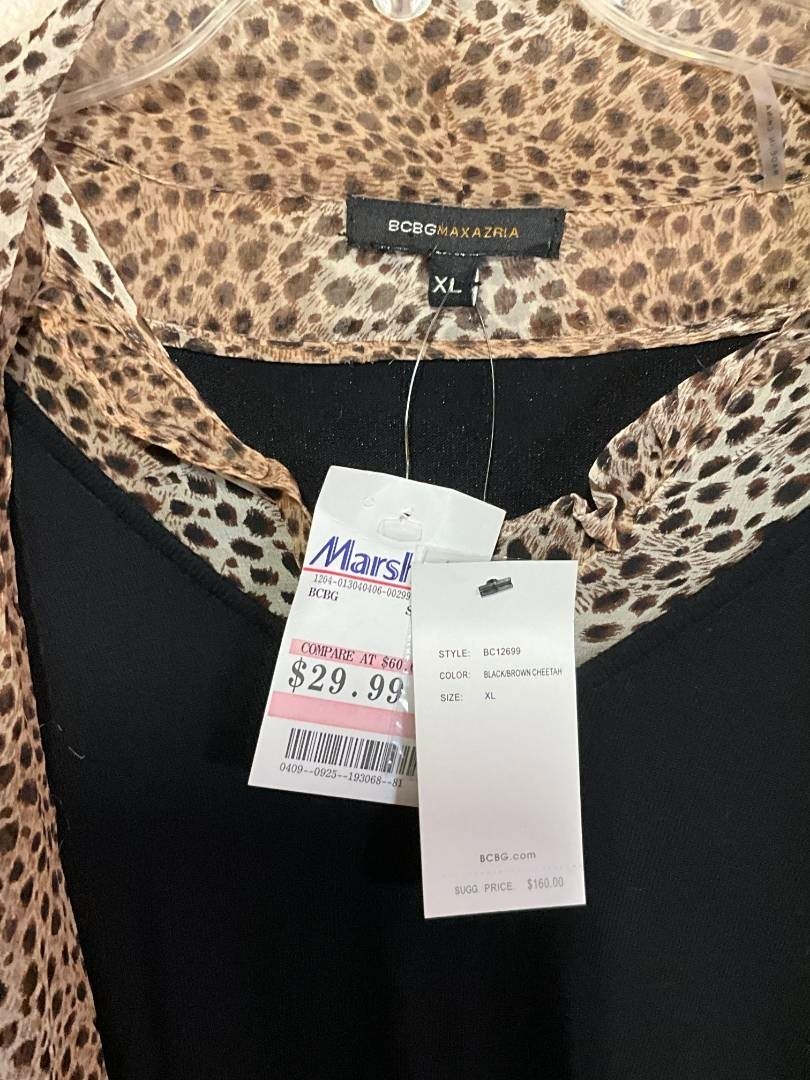 BCBGMAXAZRIA
XL
Mars
1204-013040406-00299
BCBG S
COMPARE AT $60.
$29.99
0409--0925--193068--81
STYLE: BC12699
COLOR: BLACK/BROWN CHEETAH
SIZE: XL
BCBG.com
SUGG. PRICE. $160.00